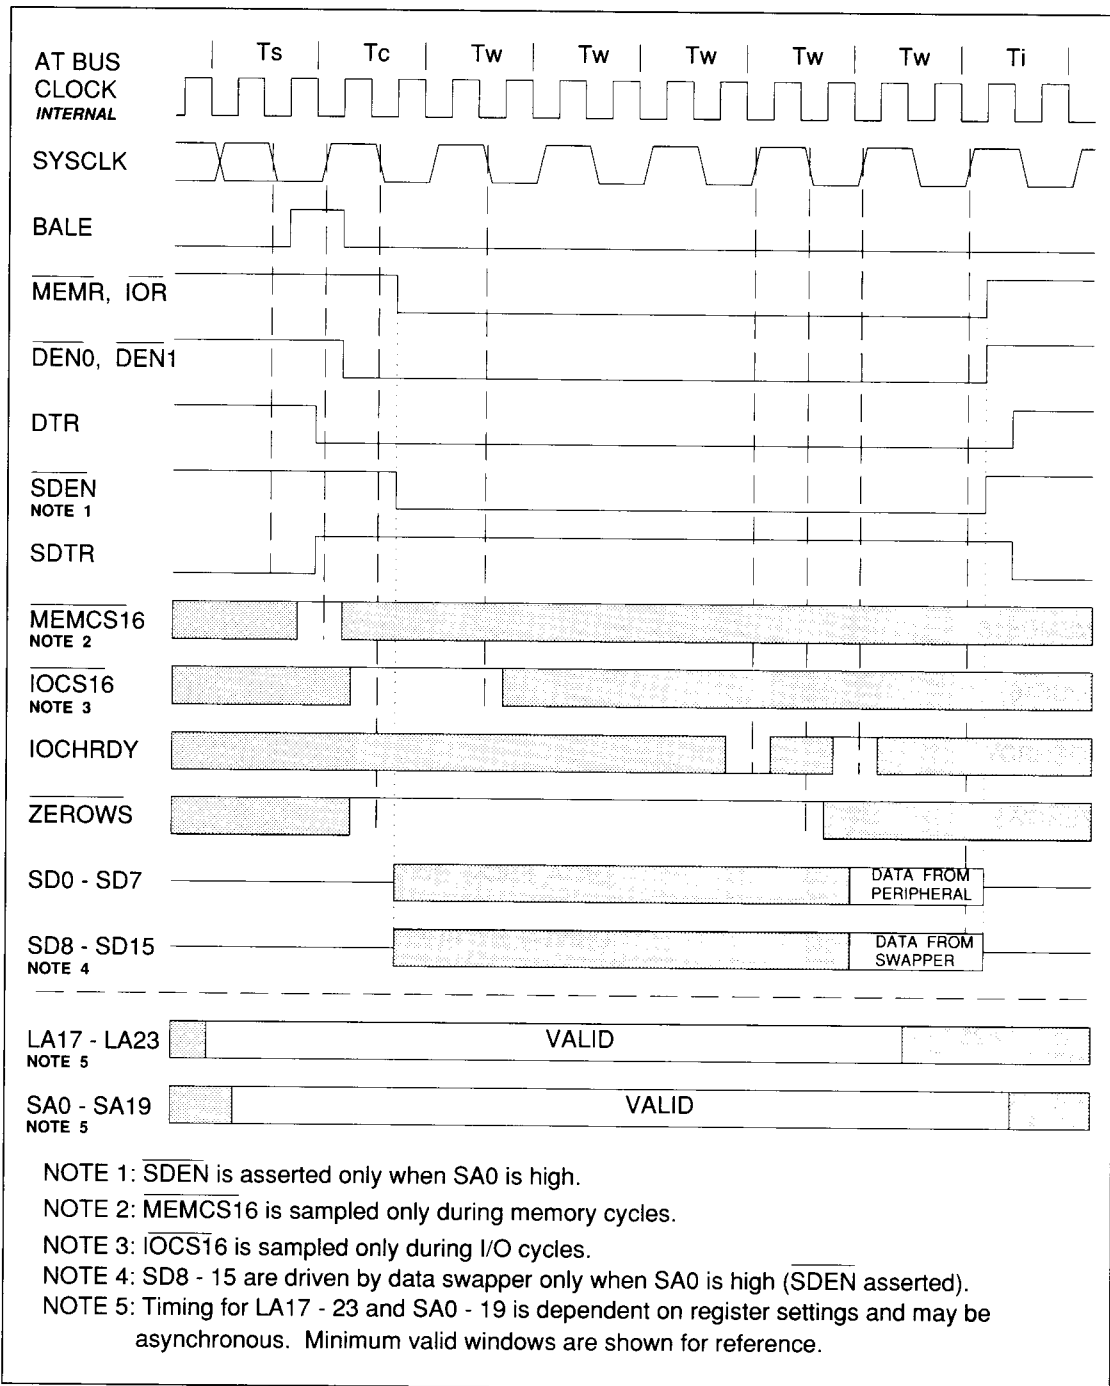 AT BUS
CLOCK
INTERNAL
Ts Tc Tw Tw Tw Tw Tw Ti
SYSCLK
BALE
MEMR, IOR
DEN0, DEN1
DTR
SDEN
NOTE 1
SDTR
MEMCS16
NOTE 2
IOCS16
NOTE 3
IOCHRDY
ZEROWS
SD0 - SD7
DATA FROM
PERIPHERAL
SD8 - SD15
NOTE 4
DATA FROM
SWAPPER
LA17 - LA23
NOTE 5
VALID
SA0 - SA19
NOTE 5
VALID
NOTE 1: SDEN is asserted only when SA0 is high.
NOTE 2: MEMCS16 is sampled only during memory cycles.
NOTE 3: IOCS16 is sampled only during I/O cycles.
NOTE 4: SD8 - 15 are driven by data swapper only when SA0 is high (SDEN asserted).
NOTE 5: Timing for LA17 - 23 and SA0 - 19 is dependent on register settings and may be
asynchronous. Minimum valid windows are shown for reference.